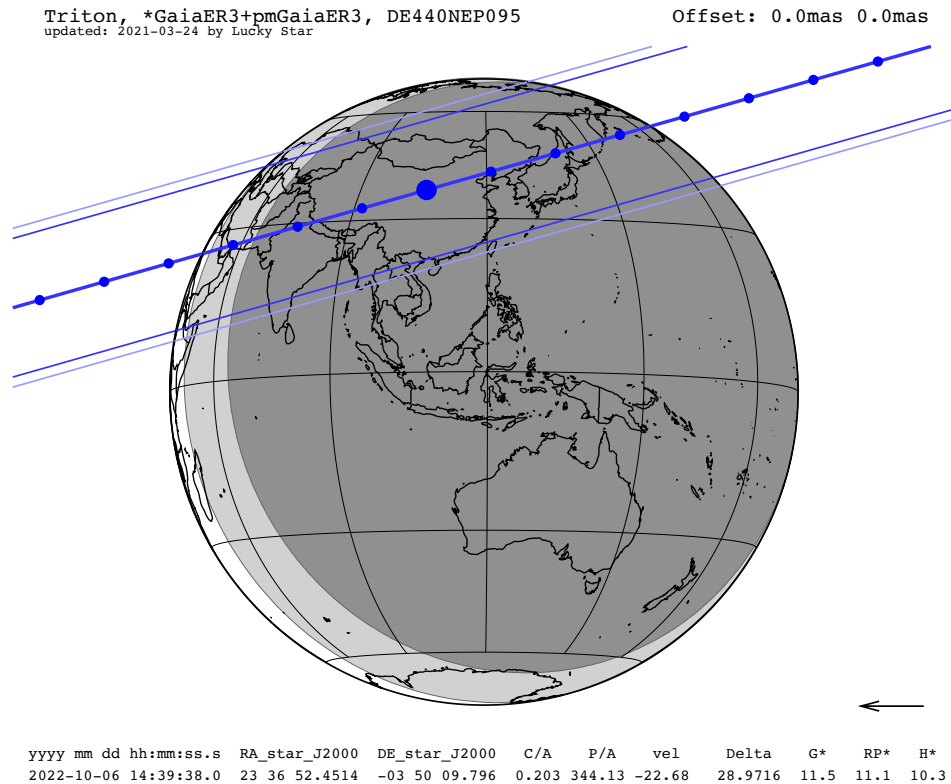 Triton, *GaiaER3+pmGaiaER3, DE440NEP095 Offset: 0.0mas 0.0mas
updated: 2021-03-24 by Lucky Star
yyyy mm dd hh:mm:ss.s RA_star_J2000 DE_star_J2000 C/A P/A vel Delta G* RP* H*
2022-10-06 14:39:38.0 23 36 52.4514 -03 50 09.796 0.203 344.13 -22.68 28.9716 11.5 11.1 10.3